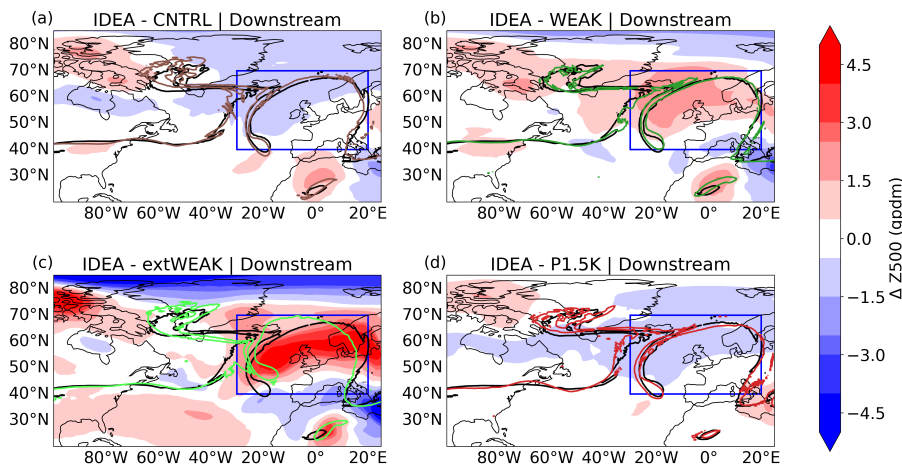 (a) IDEA - CNTRL | Downstream
(b) IDEA - WEAK | Downstream
80°N
70°N
60°N
50°N
40°N
30°N
80°W 60°W 40°W 20°W 0° 20°E
80°N
70°N
60°N
50°N
40°N
30°N
80°W 60°W 40°W 20°W 0° 20°E
(c) IDEA - extWEAK | Downstream
(d) IDEA - P1.5K | Downstream
80°N
70°N
60°N
50°N
40°N
30°N
80°W 60°W 40°W 20°W 0° 20°E
80°N
70°N
60°N
50°N
40°N
30°N
80°W 60°W 40°W 20°W 0° 20°E
4.5
3.0
1.5
0.0
−1.5
−3.0
−4.5
Δ Z500 (gpdm)